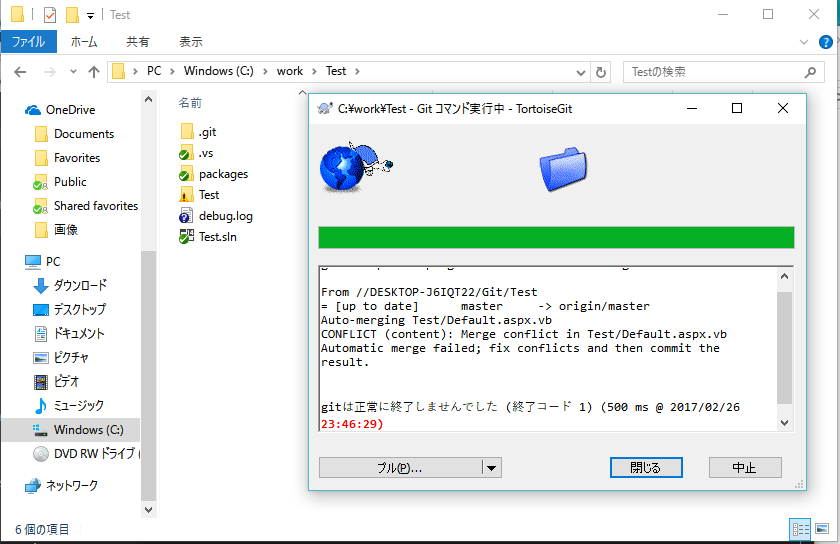 Test
ファイル ホーム 共有 表示
PC Windows (C:) work Test Testの検索
OneDrive
Documents
Favorites
Public
Shared favorites
画像
PC
ダウンロード
デスクトップ
ドキュメント
ピクチャ
ビデオ
ミュージック
Windows (C:)
DVD RW ドライブ (
ネットワーク
名前
.git
.vs
packages
Test
debug.log
Test.sln
C:¥work¥Test - Git コマンド実行中 - TortoiseGit
From //DESKTOP-J6IQT22/Git/Test
= [up to date]      master     -> origin/master
Auto-merging Test/Default.aspx.vb
CONFLICT (content): Merge conflict in Test/Default.aspx.vb
Automatic merge failed; fix conflicts and then commit the
result.
gitは正常に終了しませんでした (終了コード 1) (500 ms @ 2017/02/26
23:46:29)
プル(P)... 閉じる 中止
6 個の項目